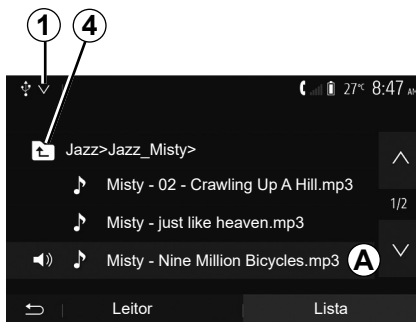 1 4
27°C 8:47 AM
Jazz>Jazz_Misty>
Misty - 02 - Crawling Up A Hill.mp3
1/2
Misty - just like heaven.mp3
Misty - Nine Million Bicycles.mp3 A
Leitor Lista